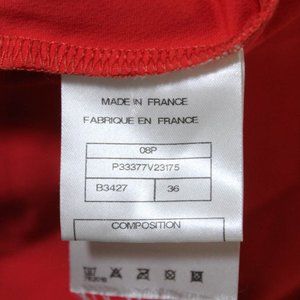 MADE IN FRANCE
FABRIQUE EN FRANCE
08P
P33377V23175
B3427 36
COMPOSITION